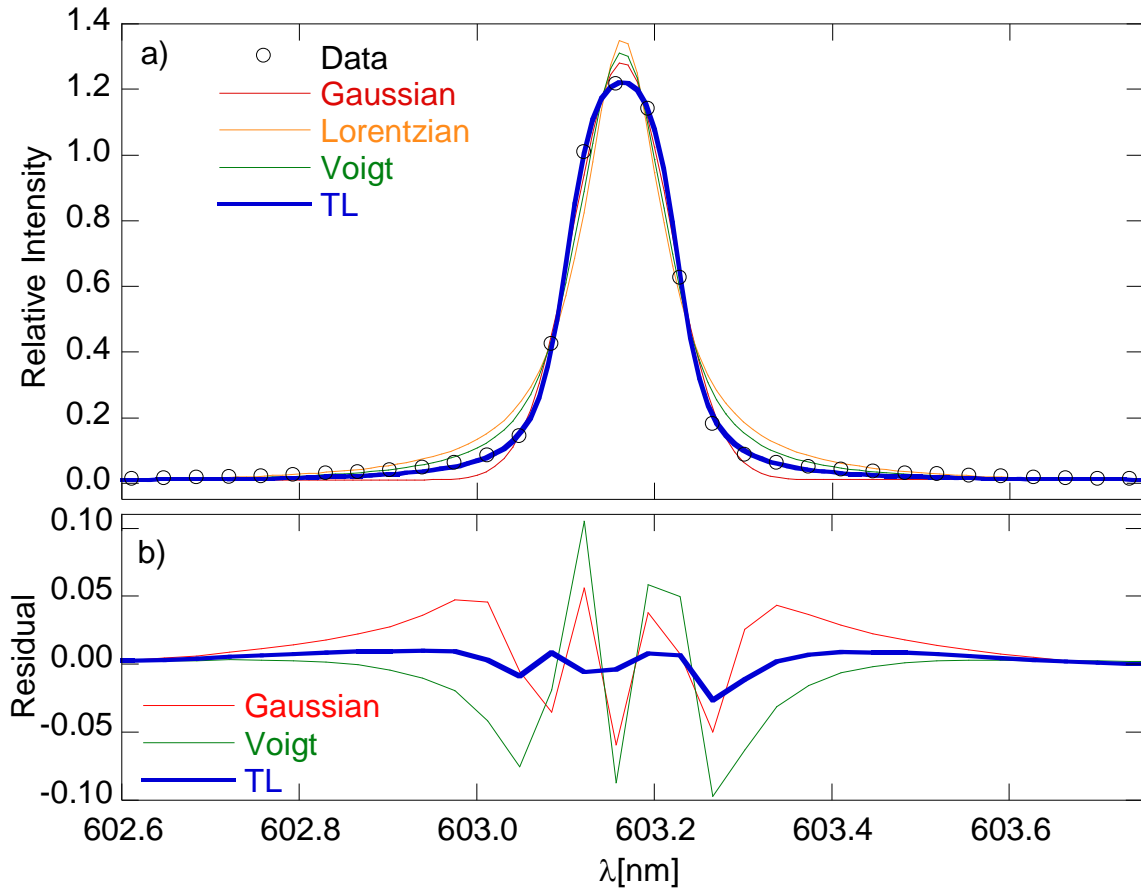 a)
Data
Gaussian
Lorentzian
Voigt
TL
Relative Intensity
1.4
1.2
1.0
0.8
0.6
0.4
0.2
0.0
b)
Gaussian
Voigt
TL
Residual
0.10
0.05
0.00
-0.05
-0.10
602.6 602.8 603.0 603.2 603.4 603.6
λ[nm]